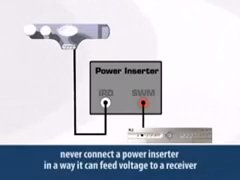 Power Inserter
IRD SWM
never connect a power inserter
in a way it can feed voltage to a receiver